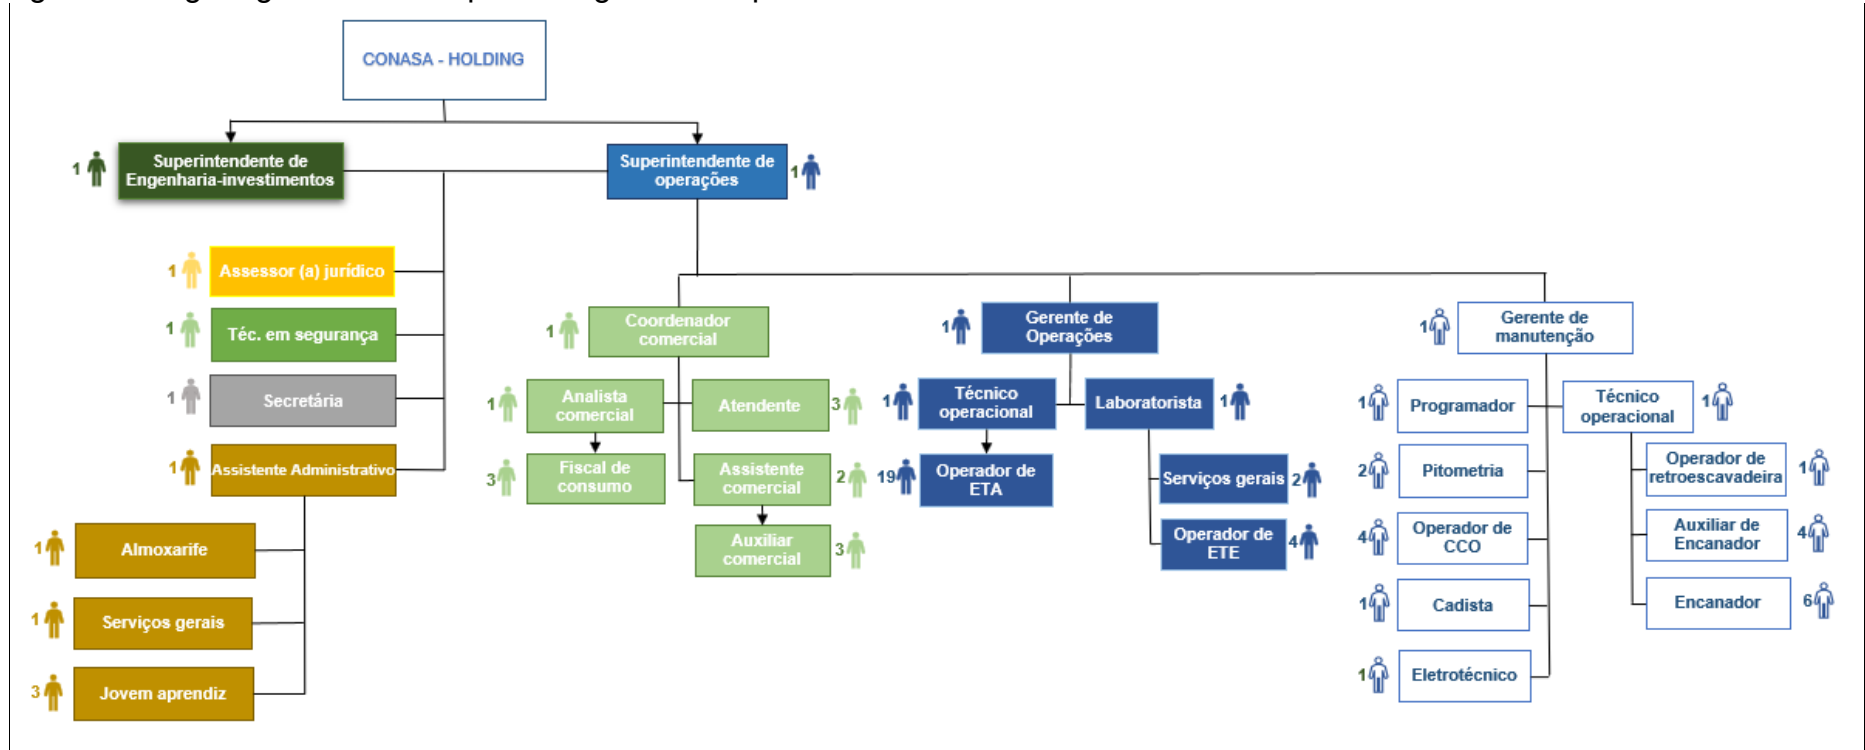 CONASA - HOLDING
1
Superintendente de
Engenharia-investimentos
Superintendente de
operações
1
1
Assessor (a) jurídico
1
Téc. em segurança
1
Secretária
1
Assistente Administrativo
1
Almoxarife
1
Serviços gerais
3
Jovem aprendiz
1
Coordenador
comercial
1
Analista
comercial
Atendente
3
3
Fiscal de
consumo
Assistente
comercial
2
Auxiliar
comercial
3
1
Gerente de
Operações
1
Técnico
operacional
Laboratorista
1
19
Operador de
ETA
Serviços gerais
2
Operador de
ETE
4
1
Gerente de
manutenção
1
Programador
Técnico
operacional
1
2
Pitometria
Operador de
retroescavadeira
1
4
Operador de
CCO
Auxiliar de
Encanador
4
1
Cadista
Encanador
6
1
Eletrotécnico